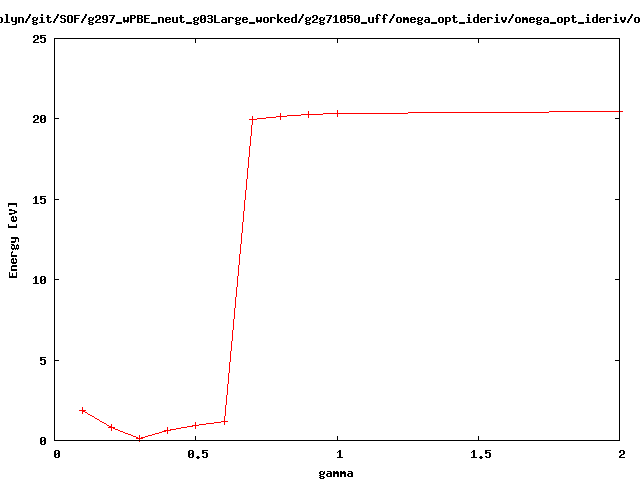 olyn/git/SOF/g297_wPBE_neut_g03Large_worked/g2g71050_uff/omega_opt_ideriv/omega_opt_ideriv/o
25
20
15
10
5
0
Energy [eV]
0 0.5 1 1.5 2
gamma